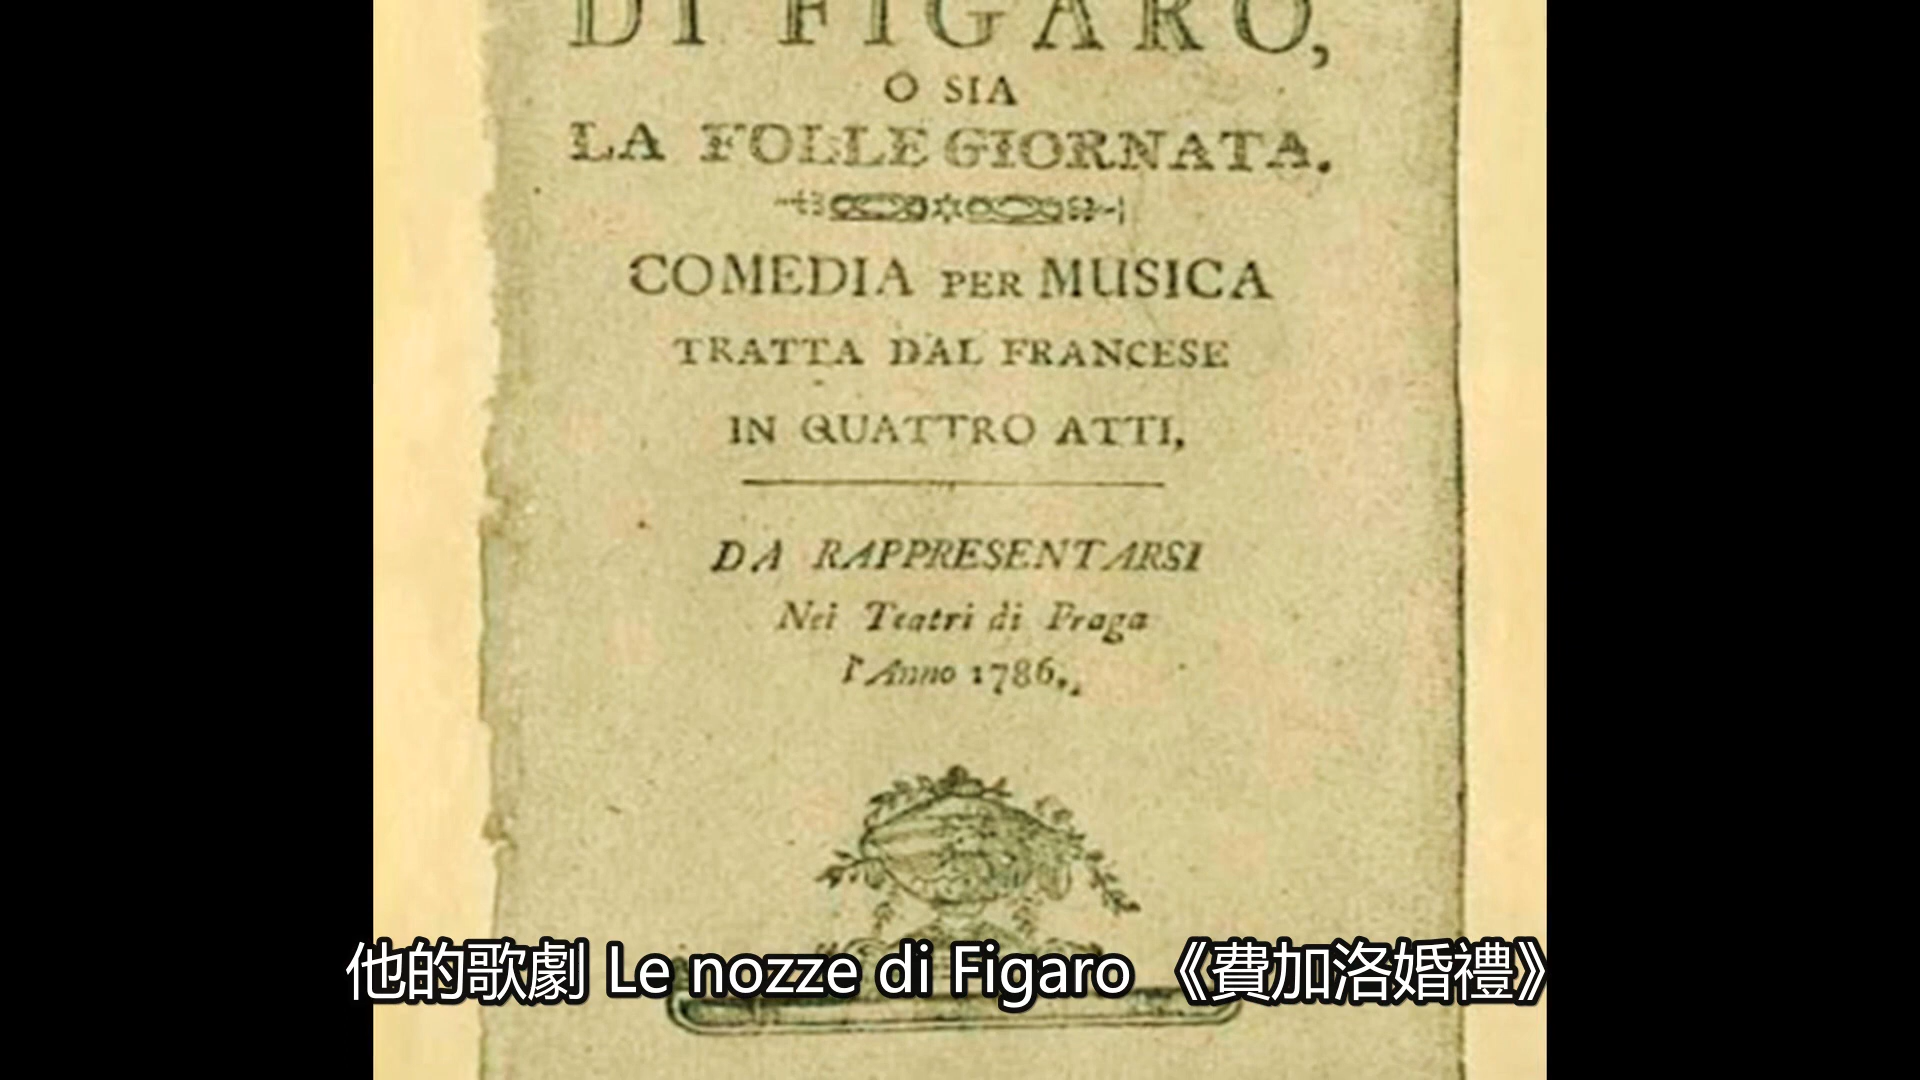 DI FIGARO,
O SIA
LA FOLLE GIORNATA.
COMEDIA PER MUSICA
TRATTA DAL FRANCESE
IN QUATTRO ATTI,
DA RAPPRESENTARSI
Nei Teatri di Praga
l'Anno 1786.
他的歌劇 Le nozze di Figaro 《費加洛婚禮》